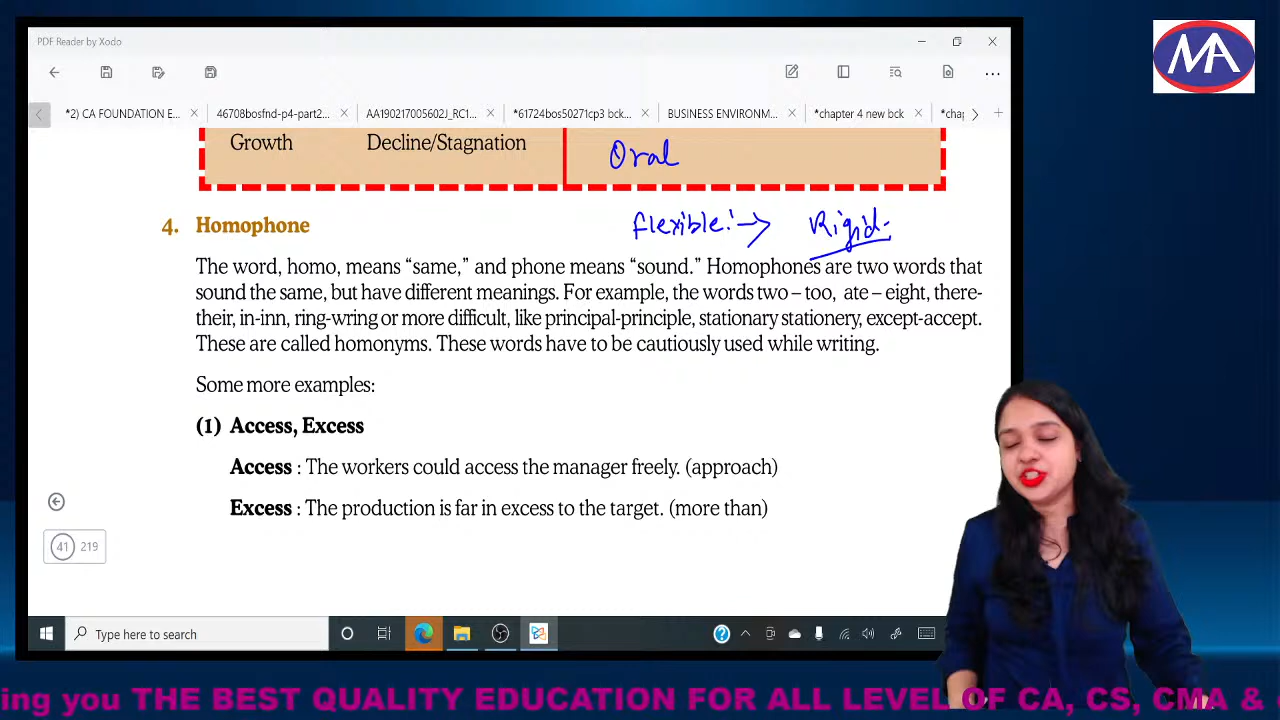 MA
PDF Reader by Xodo
*2) CA FOUNDATION E...
46708bosfnd-p4-part2...
AA190217005602J_RC1...
*61724bos50271cp3 bck...
BUSINESS ENVIRONM...
*chapter 4 new bck
*chap
Growth Decline/Stagnation Oral
4. Homophone flexible:→ Rigid:
The word, homo, means “same,” and phone means “sound.” Homophones are two words that
sound the same, but have different meanings. For example, the words two – too, ate – eight, there-
their, in-inn, ring-wring or more difficult, like principal-principle, stationary stationery, except-accept.
These are called homonyms. These words have to be cautiously used while writing.
Some more examples:
(1) Access, Excess
Access : The workers could access the manager freely. (approach)
Excess : The production is far in excess to the target. (more than)
41 219
Type here to search
ing you THE BEST QUALITY EDUCATION FOR ALL LEVEL OF CA, CS, CMA &